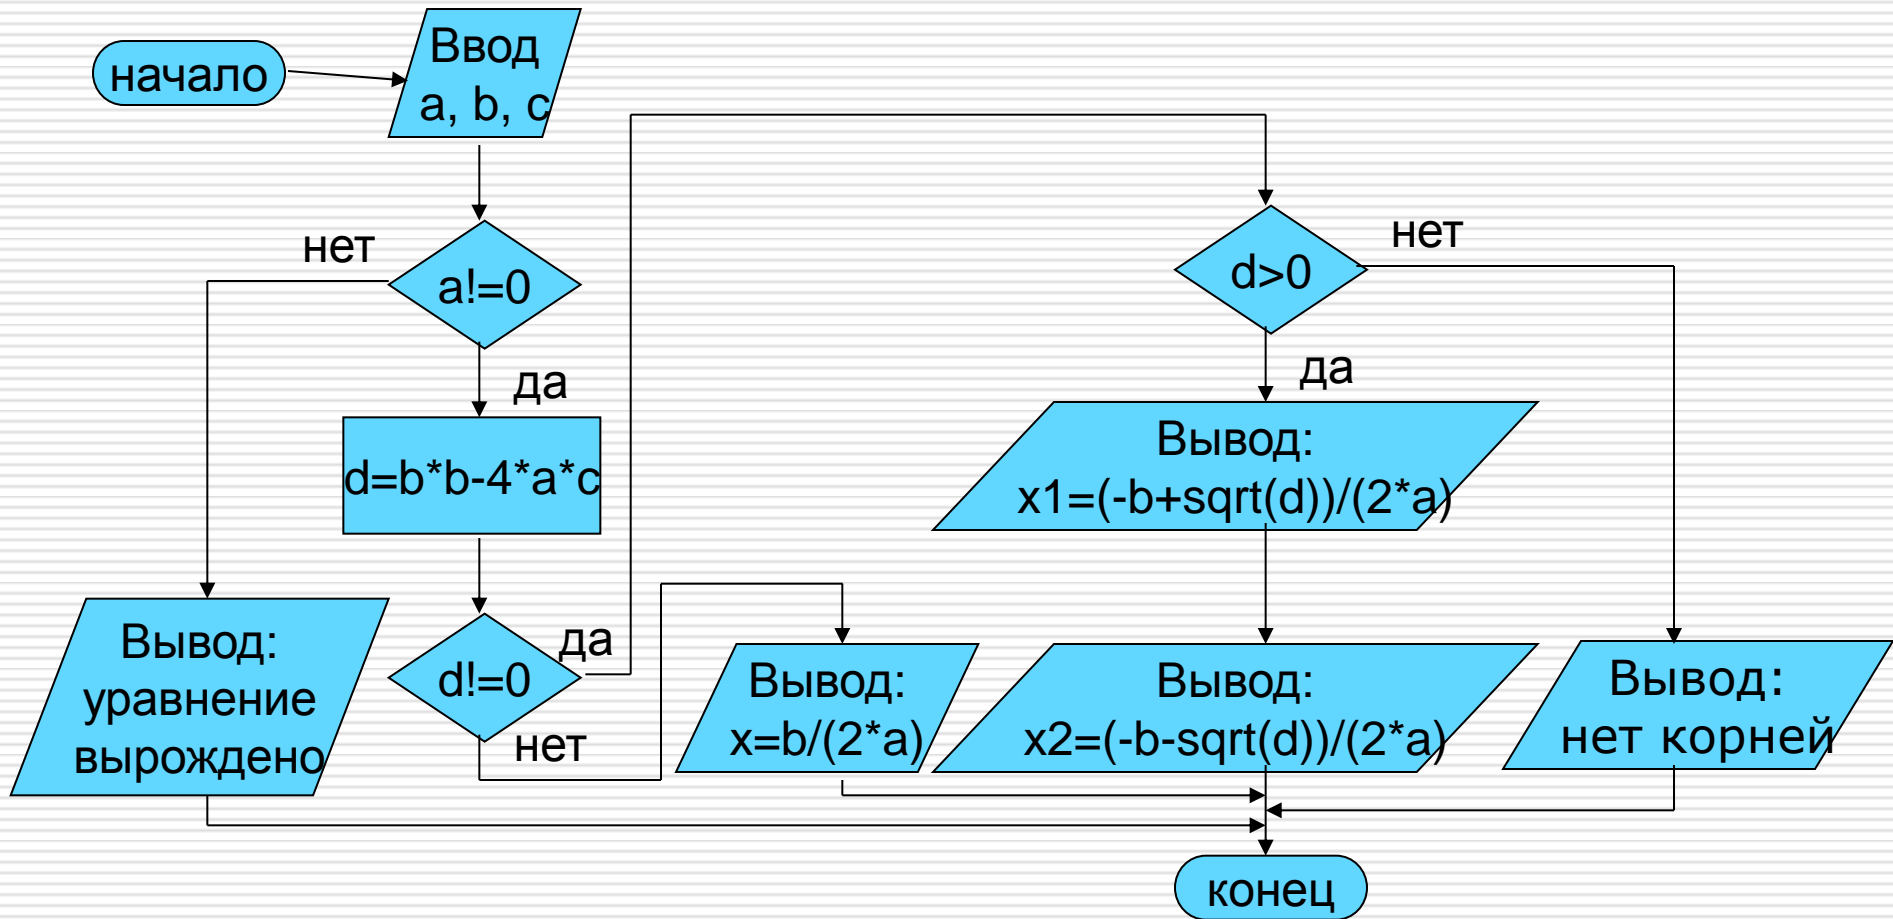 начало
Ввод
a, b, c
нет
a!=0
да
d=b*b-4*a*c
d!=0
да
нет
Вывод:
уравнение
вырождено
Вывод:
x=b/(2*a)
d>0
нет
да
Вывод:
x1=(-b+sqrt(d))/(2*a)
Вывод:
x2=(-b-sqrt(d))/(2*a)
Вывод:
нет корней
конец